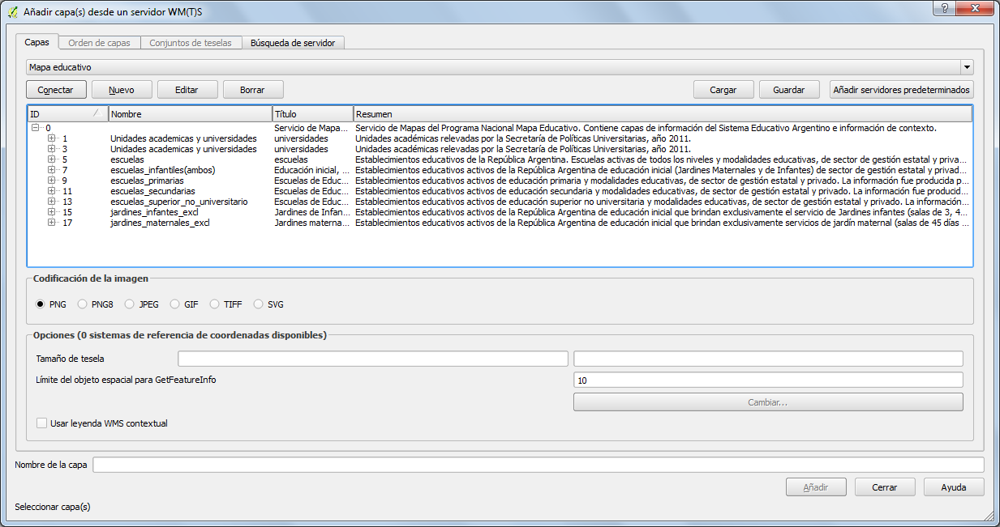 Añadir capa(s) desde un servidor WM(T)S
Capas Orden de capas Conjuntos de teselas Búsqueda de servidor
Mapa educativo
Conectar Nuevo Editar Borrar Cargar Guardar Añadir servidores predeterminados
ID Nombre Título Resumen
0 Servicio de Mapa... Servicio de Mapas del Programa Nacional Mapa Educativo. Contiene capas de información del Sistema Educativo Argentino e información de contexto.
1 Unidades academicas y universidades universidades Unidades académicas relevadas por la Secretaría de Políticas Universitarias, año 2011.
3 Unidades academicas y universidades universidades Unidades académicas relevadas por la Secretaría de Políticas Universitarias, año 2011.
5 escuelas escuelas Establecimientos educativos de la República Argentina. Escuelas activas de todos los niveles y modalidades educativas, de sector de gestión estatal y priva...
7 escuelas_infantiles(ambos) Educación inicial, ... Establecimientos educativos activos de la República Argentina de educación inicial (Jardines Maternales y de Infantes) de sector de gestión estatal y privad...
9 escuelas_primarias Escuelas de Educ... Establecimientos educativos activos de educación primaria y modalidades educativas, de sector de gestión estatal y privado. La información fue producida p...
11 escuelas_secundarias Escuelas de Educ... Establecimientos educativos activos de educación secundaria y modalidades educativas, de sector de gestión estatal y privado. La información fue producid...
13 escuelas_superior_no_universitario Escuelas de Educ... Establecimientos educativos activos de educación superior no universitaria y modalidades educativas, de sector de gestión estatal y privado. La información ...
15 jardines_infantes_excl Jardines de Infan... Establecimientos educativos activos de la República Argentina de educación inicial que brindan exclusivamente el servicio de Jardines infantes (salas de 3, 4...
17 jardines_maternales_excl Jardines materna... Establecimientos educativos activos de la República Argentina de educación inicial que brindan exclusivamente servicios de jardín maternal (salas de 45 días ...
Codificación de la imagen
PNG PNG8 JPEG GIF TIFF SVG
Opciones (0 sistemas de referencia de coordenadas disponibles)
Tamaño de tesela
Límite del objeto espacial para GetFeatureInfo 10
Cambiar...
Usar leyenda WMS contextual
Nombre de la capa
Añadir Cerrar Ayuda
Seleccionar capa(s)